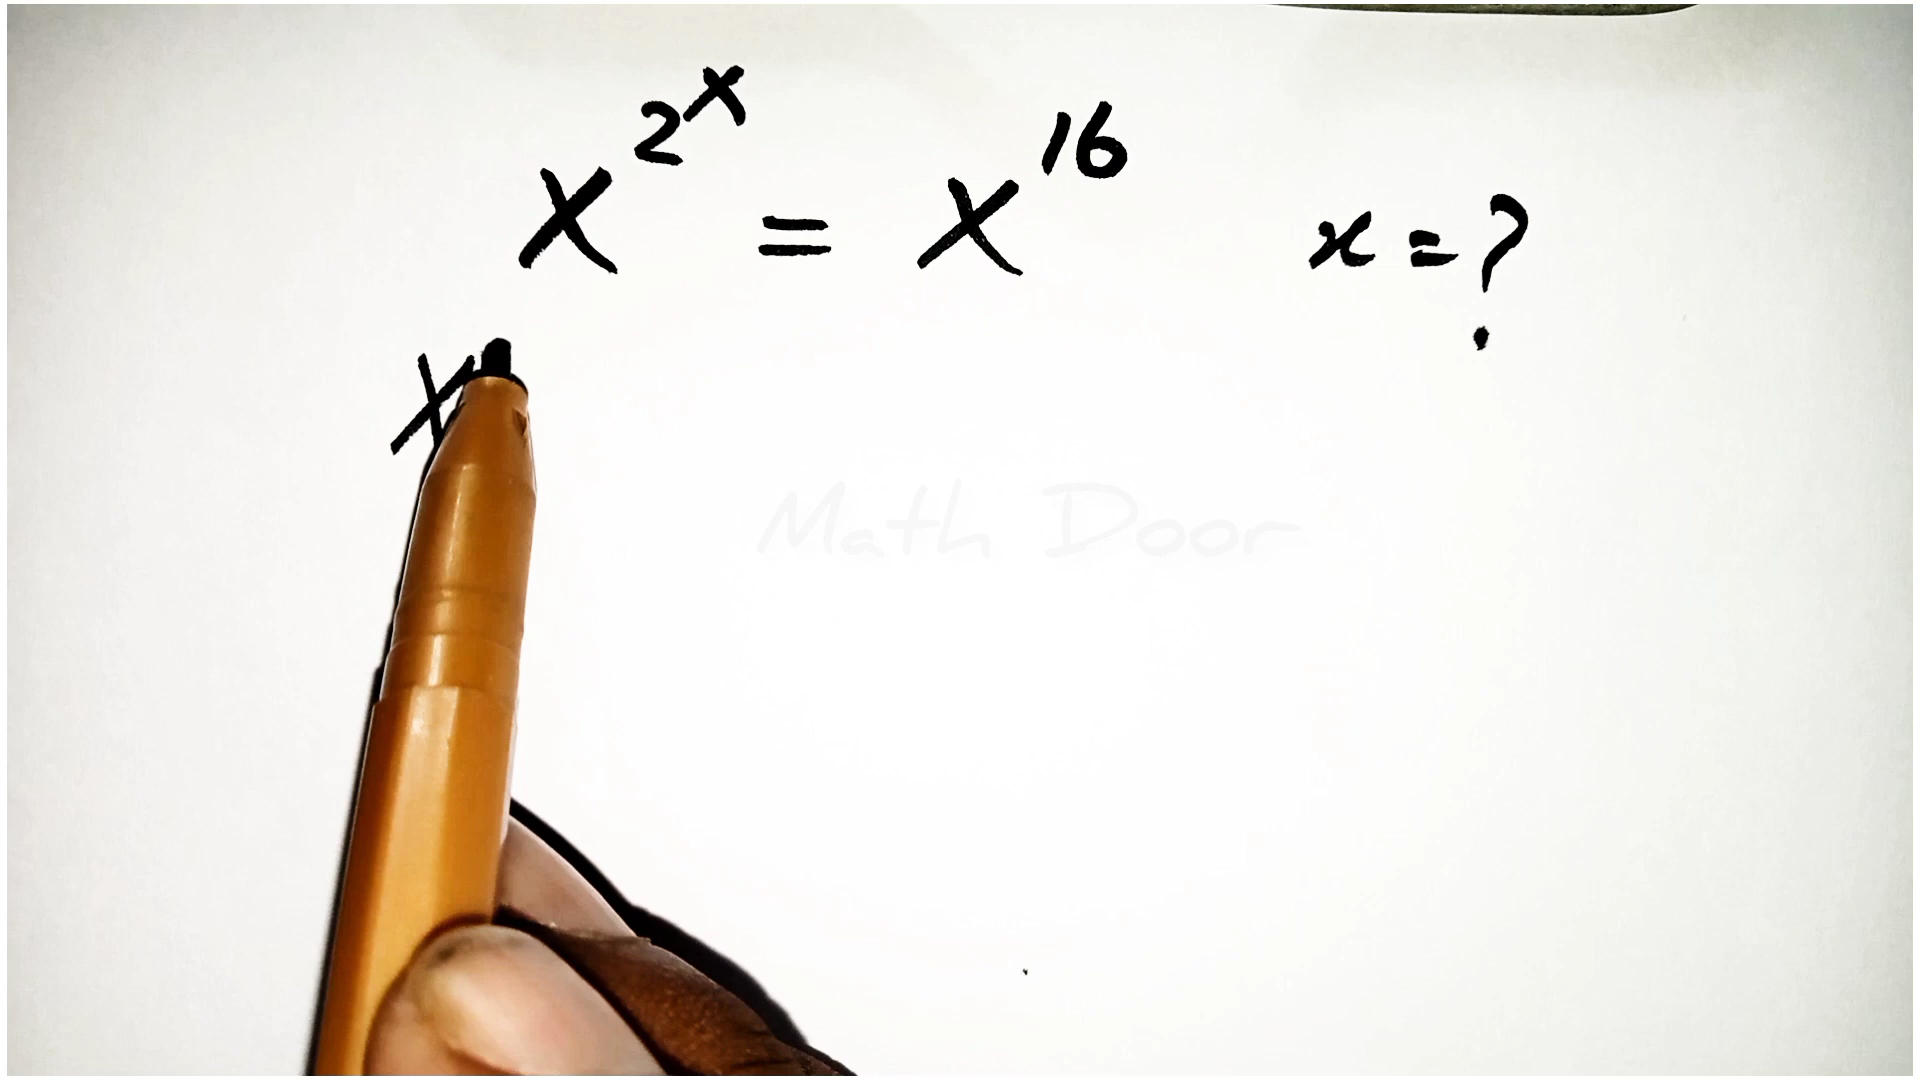 X^{2^{X}} = X^{16} x = ?
X
Math Door